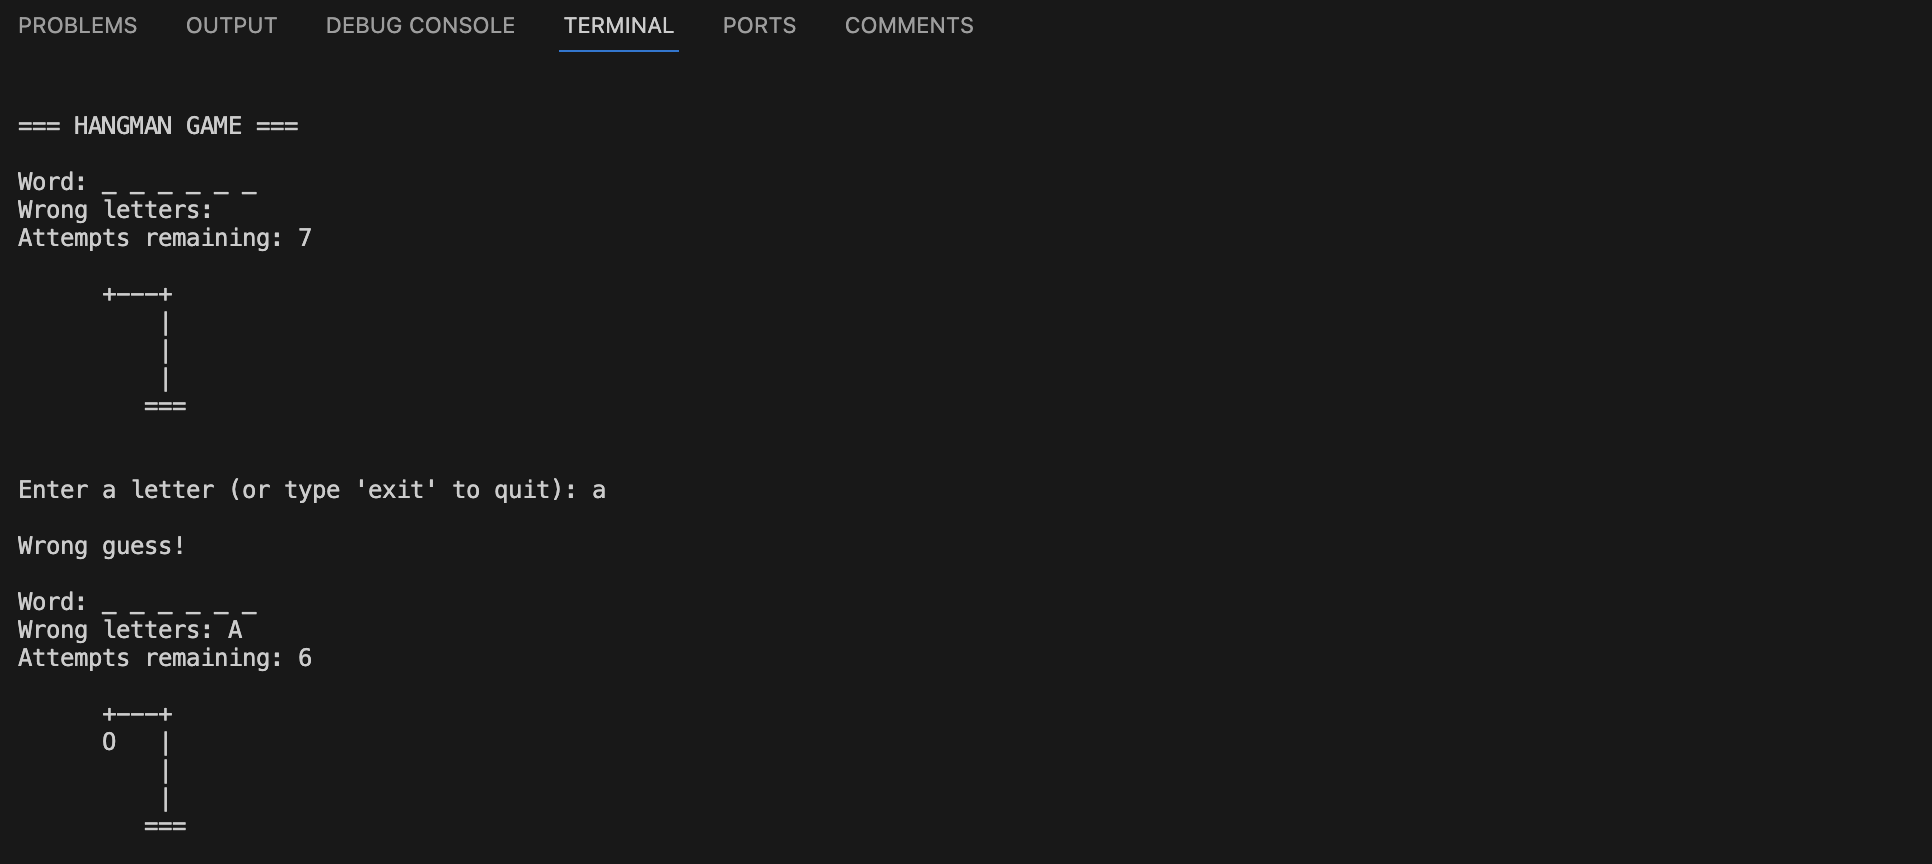 PROBLEMS OUTPUT DEBUG CONSOLE TERMINAL PORTS COMMENTS
=== HANGMAN GAME ===
Word: _ _ _ _ _ _
Wrong letters:
Attempts remaining: 7
      +---+
          |
          |
          |
         ===
Enter a letter (or type 'exit' to quit): a
Wrong guess!
Word: _ _ _ _ _ _
Wrong letters: A
Attempts remaining: 6
      +---+
      O   |
          |
          |
         ===